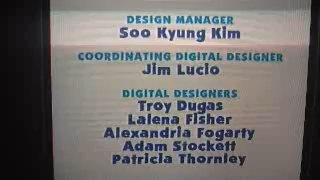 DESIGN MANAGER
Soo Kyung Kim
COORDINATING DIGITAL DESIGNER
Jim Lucio
DIGITAL DESIGNERS
Troy Dugas
Lalena Fisher
Alexandria Fogarty
Adam Stockett
Patricia Thornley